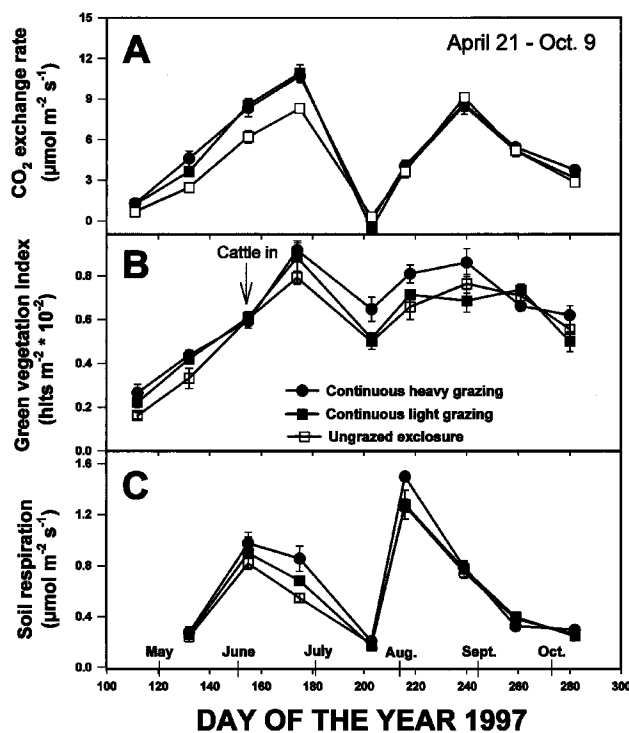 A
April 21 - Oct. 9
CO2 exchange rate
(µmol m-2 s-1)
15
12
9
6
3
0
B
Cattle in
Green vegetation Index
(hits m-2 * 10-2)
0.8
0.6
0.4
0.2
0.0
Continuous heavy grazing
Continuous light grazing
Ungrazed exclosure
C
Soil respiration
(µmol m-2 s-1)
1.6
1.2
0.8
0.4
0.0
May June July Aug. Sept. Oct.
100 120 140 160 180 200 220 240 260 280 300
DAY OF THE YEAR 1997